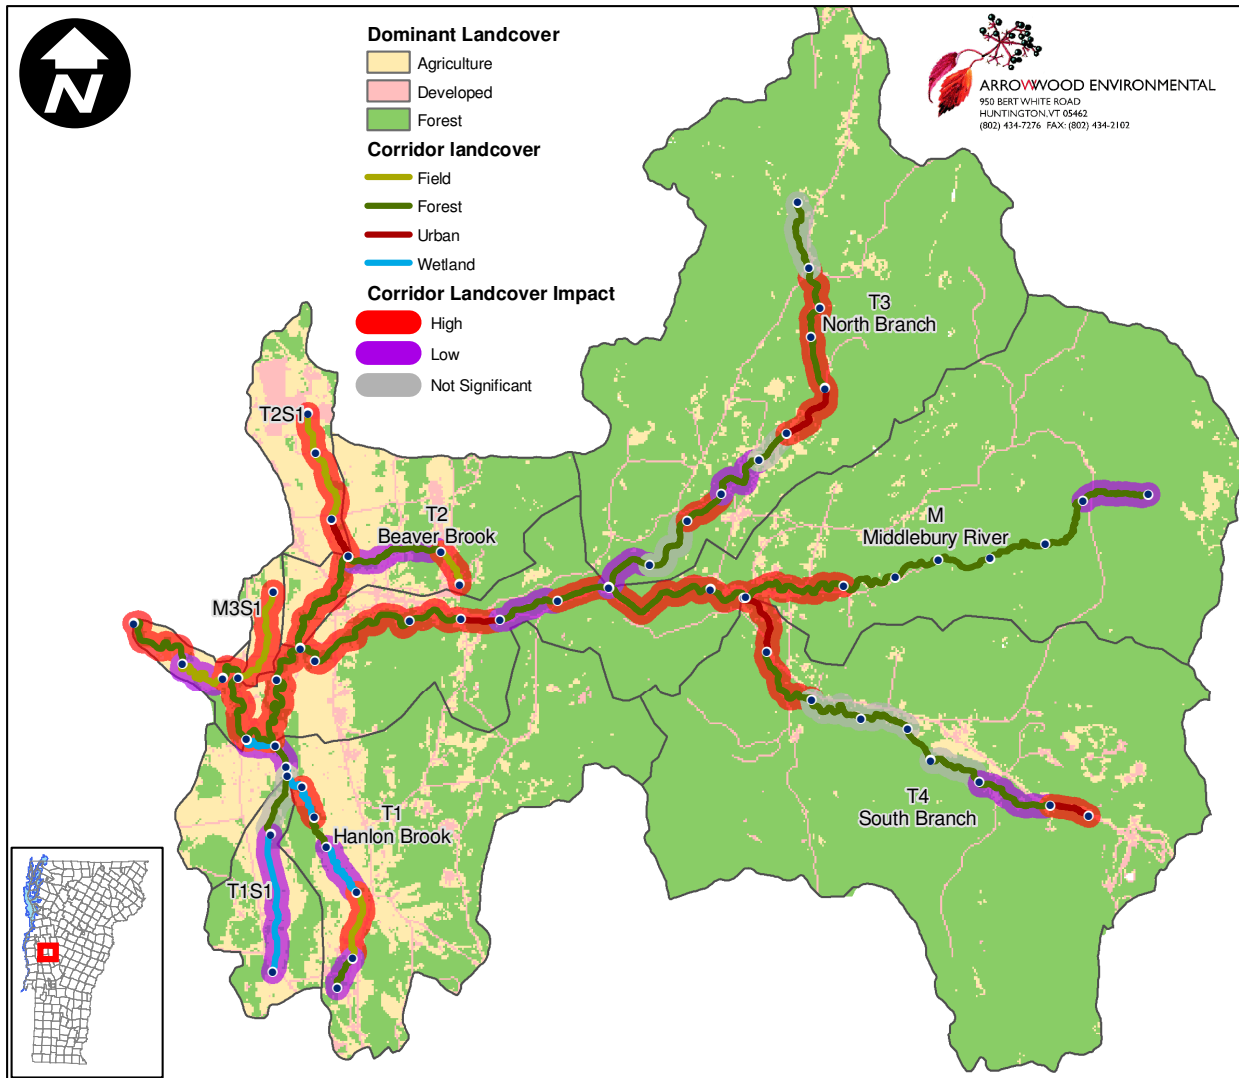 N
Dominant Landcover
Agriculture
Developed
Forest
Corridor landcover
Field
Forest
Urban
Wetland
Corridor Landcover Impact
High
Low
Not Significant
ARROWWOOD ENVIRONMENTAL
950 BERT WHITE ROAD
HUNTINGTON,VT 05462
(802) 434-7276 FAX: (802) 434-2102
T3
North Branch
T2S1
T2
Beaver Brook
M
Middlebury River
M3S1
T1
Hanlon Brook
T4
South Branch
T1S1